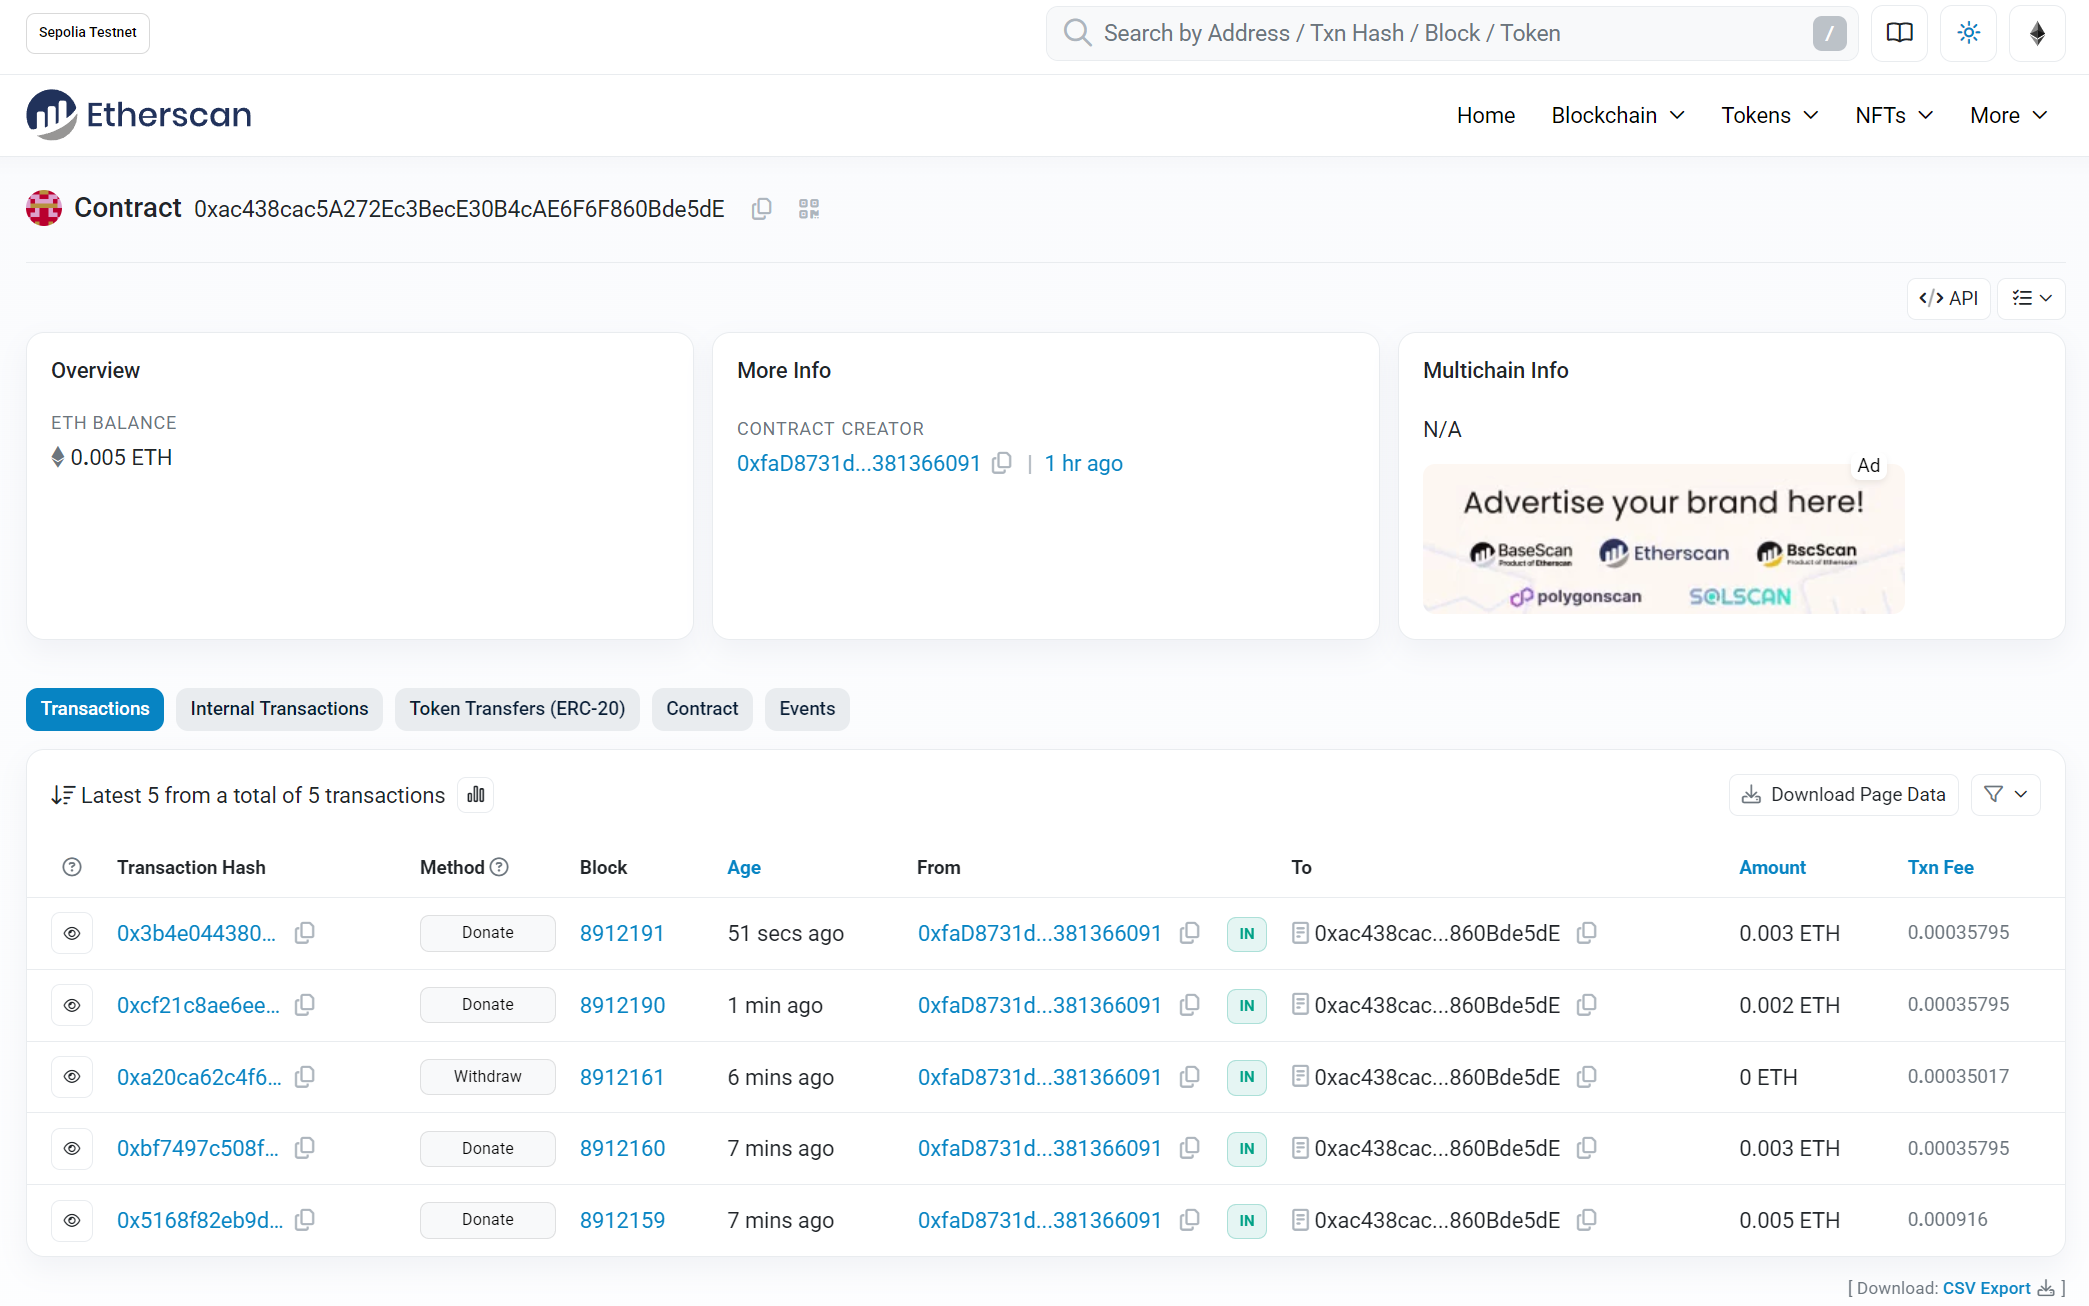 Sepolia Testnet
Search by Address / Txn Hash / Block / Token /
Etherscan
Home Blockchain Tokens NFTs More
Contract 0xac438cac5A272Ec3BecE30B4cAE6F6F860Bde5dE
API
Overview
ETH BALANCE
0.005 ETH
More Info
CONTRACT CREATOR
0xfaD8731d...381366091 | 1 hr ago
Multichain Info
N/A
Ad
Advertise your brand here!
BaseScan Etherscan BscScan
Product of Etherscan Product of Etherscan
polygonscan SOLSCAN
Transactions Internal Transactions Token Transfers (ERC-20) Contract Events
Latest 5 from a total of 5 transactions Download Page Data
Transaction Hash Method Block Age From To Amount Txn Fee
0x3b4e044380... Donate 8912191 51 secs ago 0xfaD8731d...381366091 IN 0xac438cac...860Bde5dE 0.003 ETH 0.00035795
0xcf21c8ae6ee... Donate 8912190 1 min ago 0xfaD8731d...381366091 IN 0xac438cac...860Bde5dE 0.002 ETH 0.00035795
0xa20ca62c4f6... Withdraw 8912161 6 mins ago 0xfaD8731d...381366091 IN 0xac438cac...860Bde5dE 0 ETH 0.00035017
0xbf7497c508f... Donate 8912160 7 mins ago 0xfaD8731d...381366091 IN 0xac438cac...860Bde5dE 0.003 ETH 0.00035795
0x5168f82eb9d... Donate 8912159 7 mins ago 0xfaD8731d...381366091 IN 0xac438cac...860Bde5dE 0.005 ETH 0.000916
[ Download: CSV Export ]